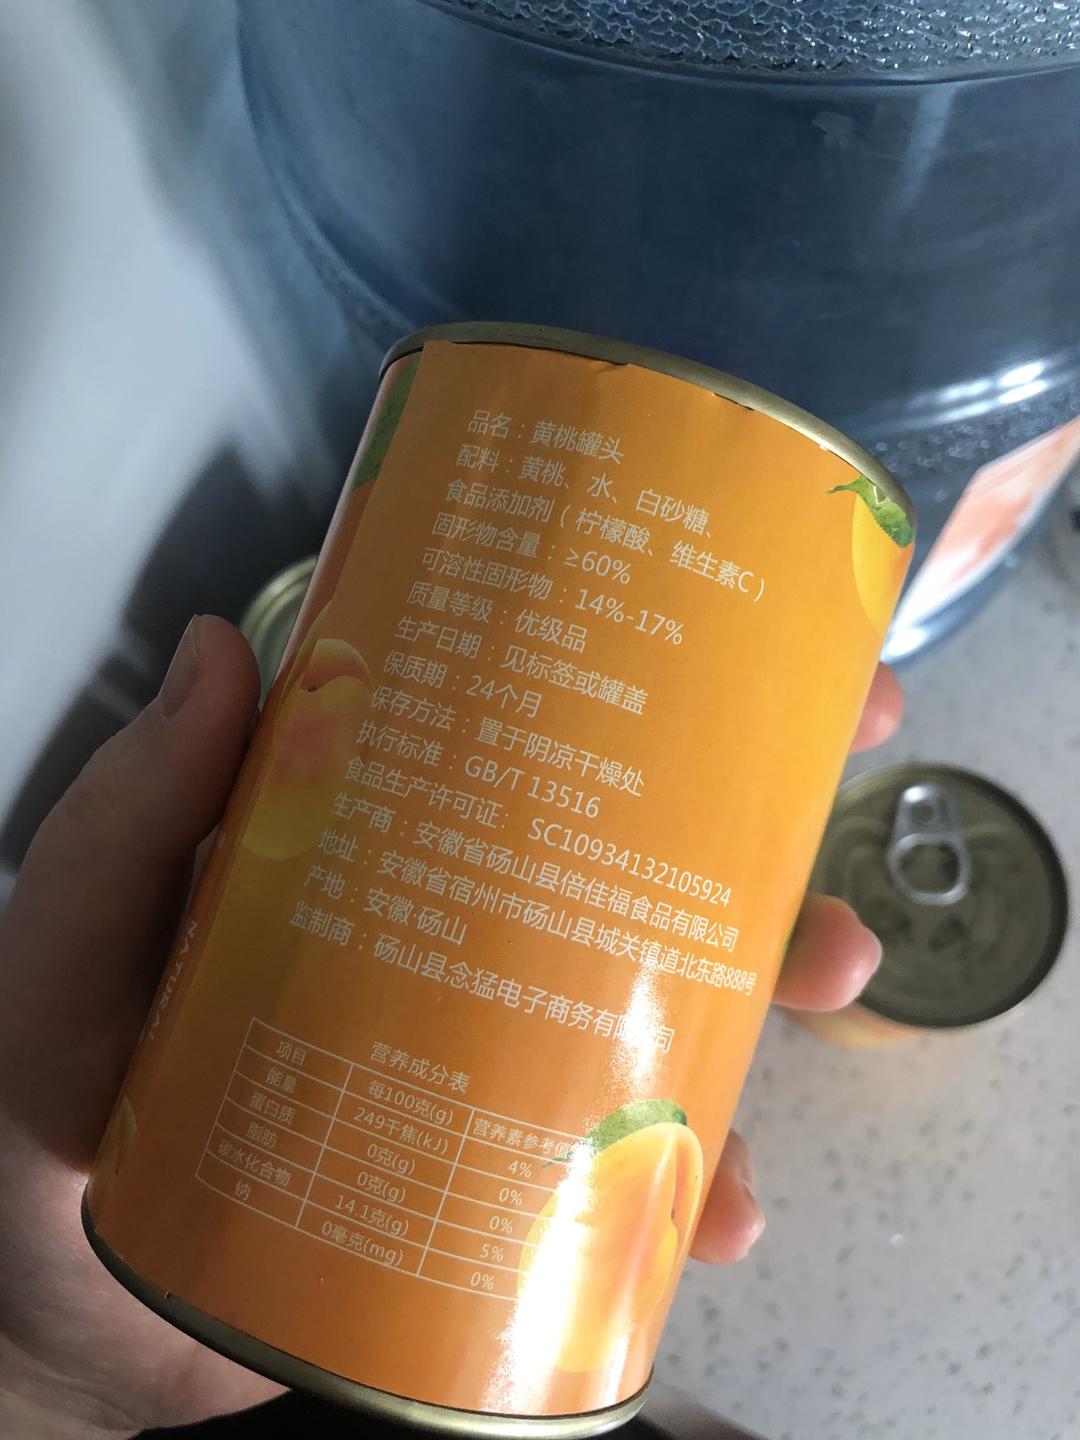 品名：黄桃罐头
配料：黄桃、水、白砂糖、
食品添加剂（柠檬酸、维生素C）
固形物含量：≥60%
可溶性固形物：14%-17%
质量等级：优级品
生产日期：见标签或罐盖
保质期：24个月
保存方法：置于阴凉干燥处
执行标准：GB/T 13516
食品生产许可证： SC10934132105924
生产商：安徽省砀山县倍佳福食品有限公司
地址：安徽省宿州市砀山县城关镇道北东路888号
产地：安徽·砀山
监制商：砀山县念猛电子商务有限公司
营养成分表
项目 每100克(g) 营养素参考值
能量 249千焦(kJ) 4%
蛋白质 0克(g) 0%
脂肪 0克(g) 0%
碳水化合物 14.1克(g) 5%
钠 0毫克(mg) 0%
NATURAL